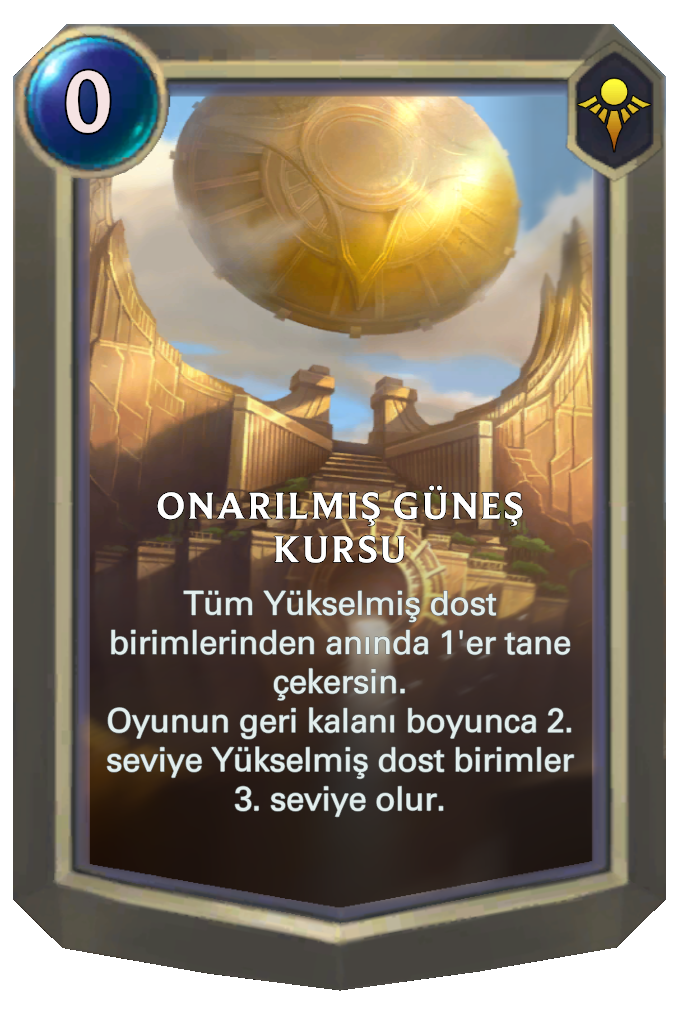 0
ONARILMIŞ GÜNEŞ
KURSU
Tüm Yükselmiş dost
birimlerinden anında 1'er tane
çekersin.
Oyunun geri kalanı boyunca 2.
seviye Yükselmiş dost birimler
3. seviye olur.